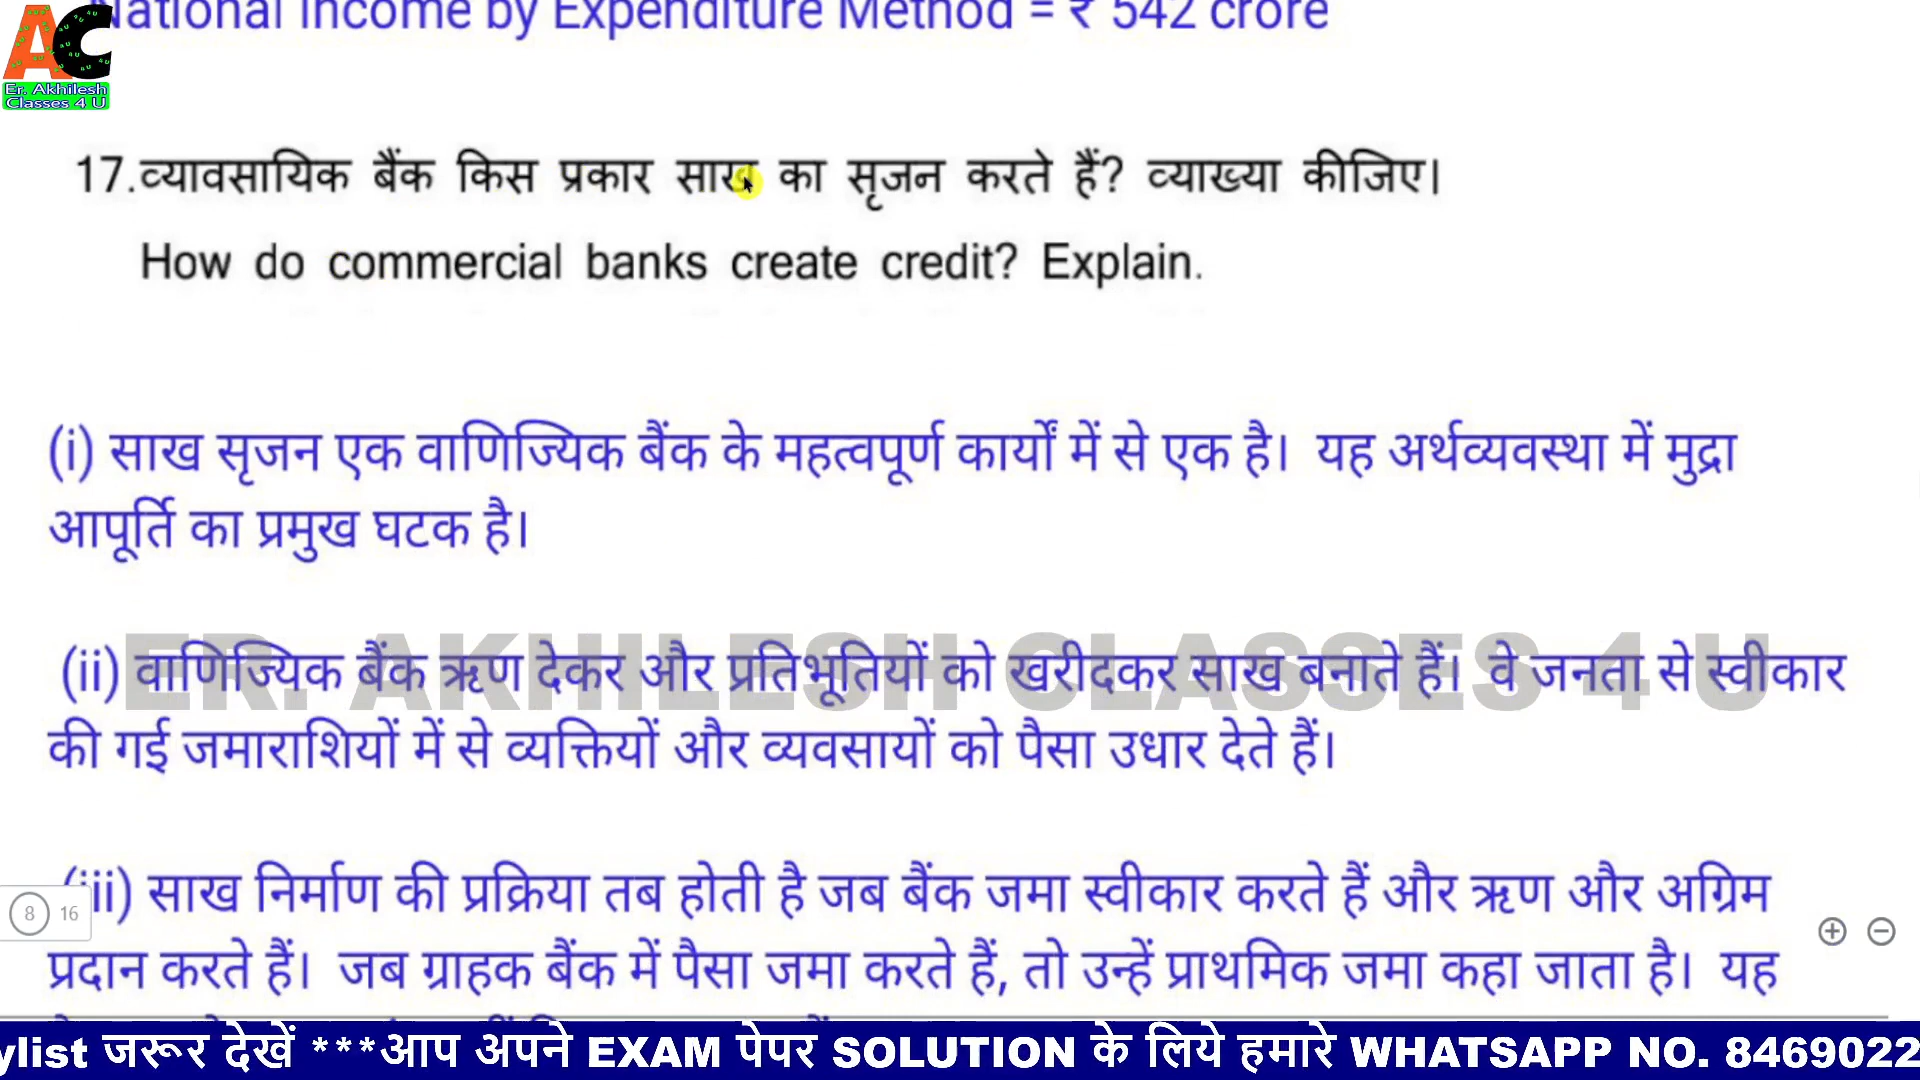 National Income by Expenditure Method = ₹ 542 crore
AC
Er. Akhilesh
Classes 4 U
17.व्यावसायिक बैंक किस प्रकार साख का सृजन करते हैं? व्याख्या कीजिए।
How do commercial banks create credit? Explain.
(i) साख सृजन एक वाणिज्यिक बैंक के महत्वपूर्ण कार्यों में से एक है। यह अर्थव्यवस्था में मुद्रा
आपूर्ति का प्रमुख घटक है।
ER. AKHILESH CLASSES 4 U
(ii) वाणिज्यिक बैंक ऋण देकर और प्रतिभूतियों को खरीदकर साख बनाते हैं। वे जनता से स्वीकार
की गई जमाराशियों में से व्यक्तियों और व्यवसायों को पैसा उधार देते हैं।
(iii) साख निर्माण की प्रक्रिया तब होती है जब बैंक जमा स्वीकार करते हैं और ऋण और अग्रिम
8 16
प्रदान करते हैं। जब ग्राहक बैंक में पैसा जमा करते हैं, तो उन्हें प्राथमिक जमा कहा जाता है। यह
ylist जरूर देखें ***आप अपने EXAM पेपर SOLUTION के लिये हमारे WHATSAPP NO. 8469022